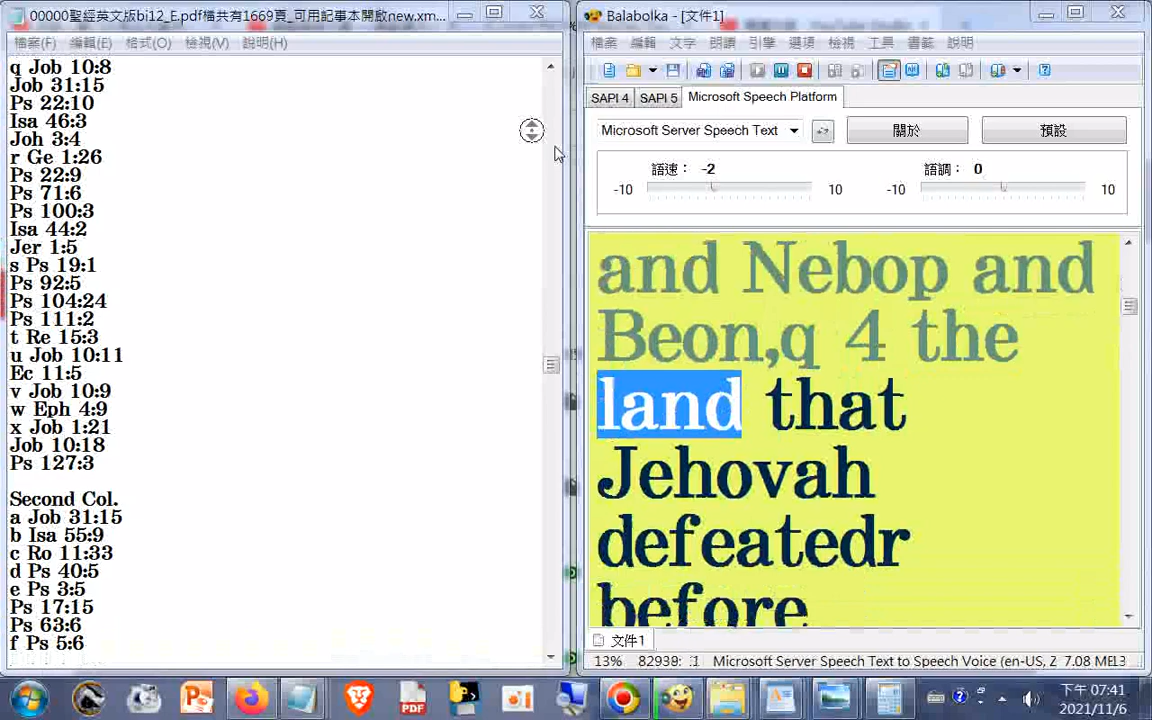 00000聖經英文版bi12_E.pdf檔共有1669頁_可用記事本開啟new.xm...
檔案(F) 編輯(E) 格式(O) 檢視(V) 說明(H)
q Job 10:8
Job 31:15
Ps 22:10
Isa 46:3
Joh 3:4
r Ge 1:26
Ps 22:9
Ps 71:6
Ps 100:3
Isa 44:2
Jer 1:5
s Ps 19:1
Ps 92:5
Ps 104:24
Ps 111:2
t Re 15:3
u Job 10:11
Ec 11:5
v Job 10:9
w Eph 4:9
x Job 1:21
Job 10:18
Ps 127:3
Second Col.
a Job 31:15
b Isa 55:9
c Ro 11:33
d Ps 40:5
e Ps 3:5
Ps 17:15
Ps 63:6
f Ps 5:6
Balabolka - [文件1]
檔案 編輯 文字 朗讀 引擎 選項 檢視 工具 書籤 說明
SAPI 4 SAPI 5 Microsoft Speech Platform
Microsoft Server Speech Text 關於 預設
語速： -2 語調： 0
-10 10 -10 10
and Nebop and
Beon,q 4 the
land that
Jehovah
defeatedr
before
文件1
13% 82938: 1 Microsoft Server Speech Text to Speech Voice (en-US, Z 7.08 ME
下午 07:41
2021/11/6